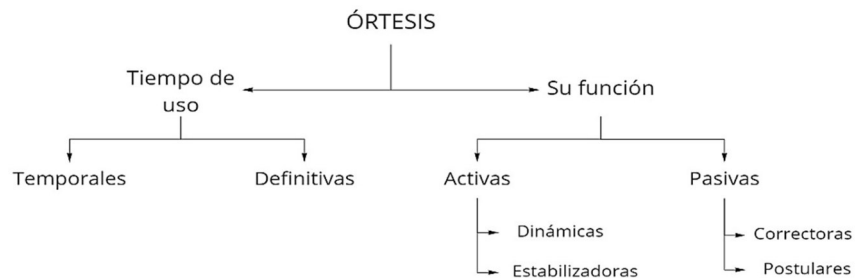 ÓRTESIS
Tiempo de
uso
Su función
Temporales
Definitivas
Activas
Pasivas
Dinámicas
Correctoras
Estabilizadoras
Postulares